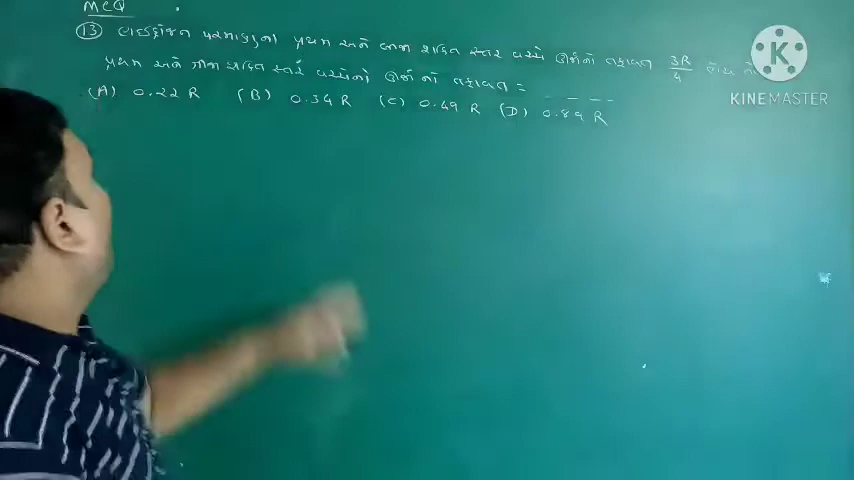 MCQ
(13) હાઇડ્રોજન પરમાણુના પ્રથમ અને બીજા શક્તિ સ્તર વચ્ચે ઊર્જાનો તફાવત 3R/4 હોય તો
પ્રથમ અને ત્રીજા શક્તિ સ્તર વચ્ચેનો ઊર્જાનો તફાવત = - - - -
(A) 0.22 R (B) 0.34 R (C) 0.49 R (D) 0.89 R
K
KINEMASTER